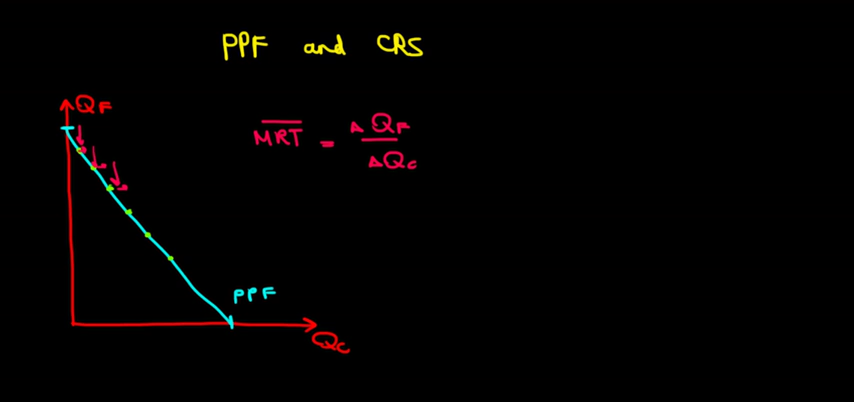 PPF and CRS
QF
MRT = ΔQF / ΔQC
PPF
QC